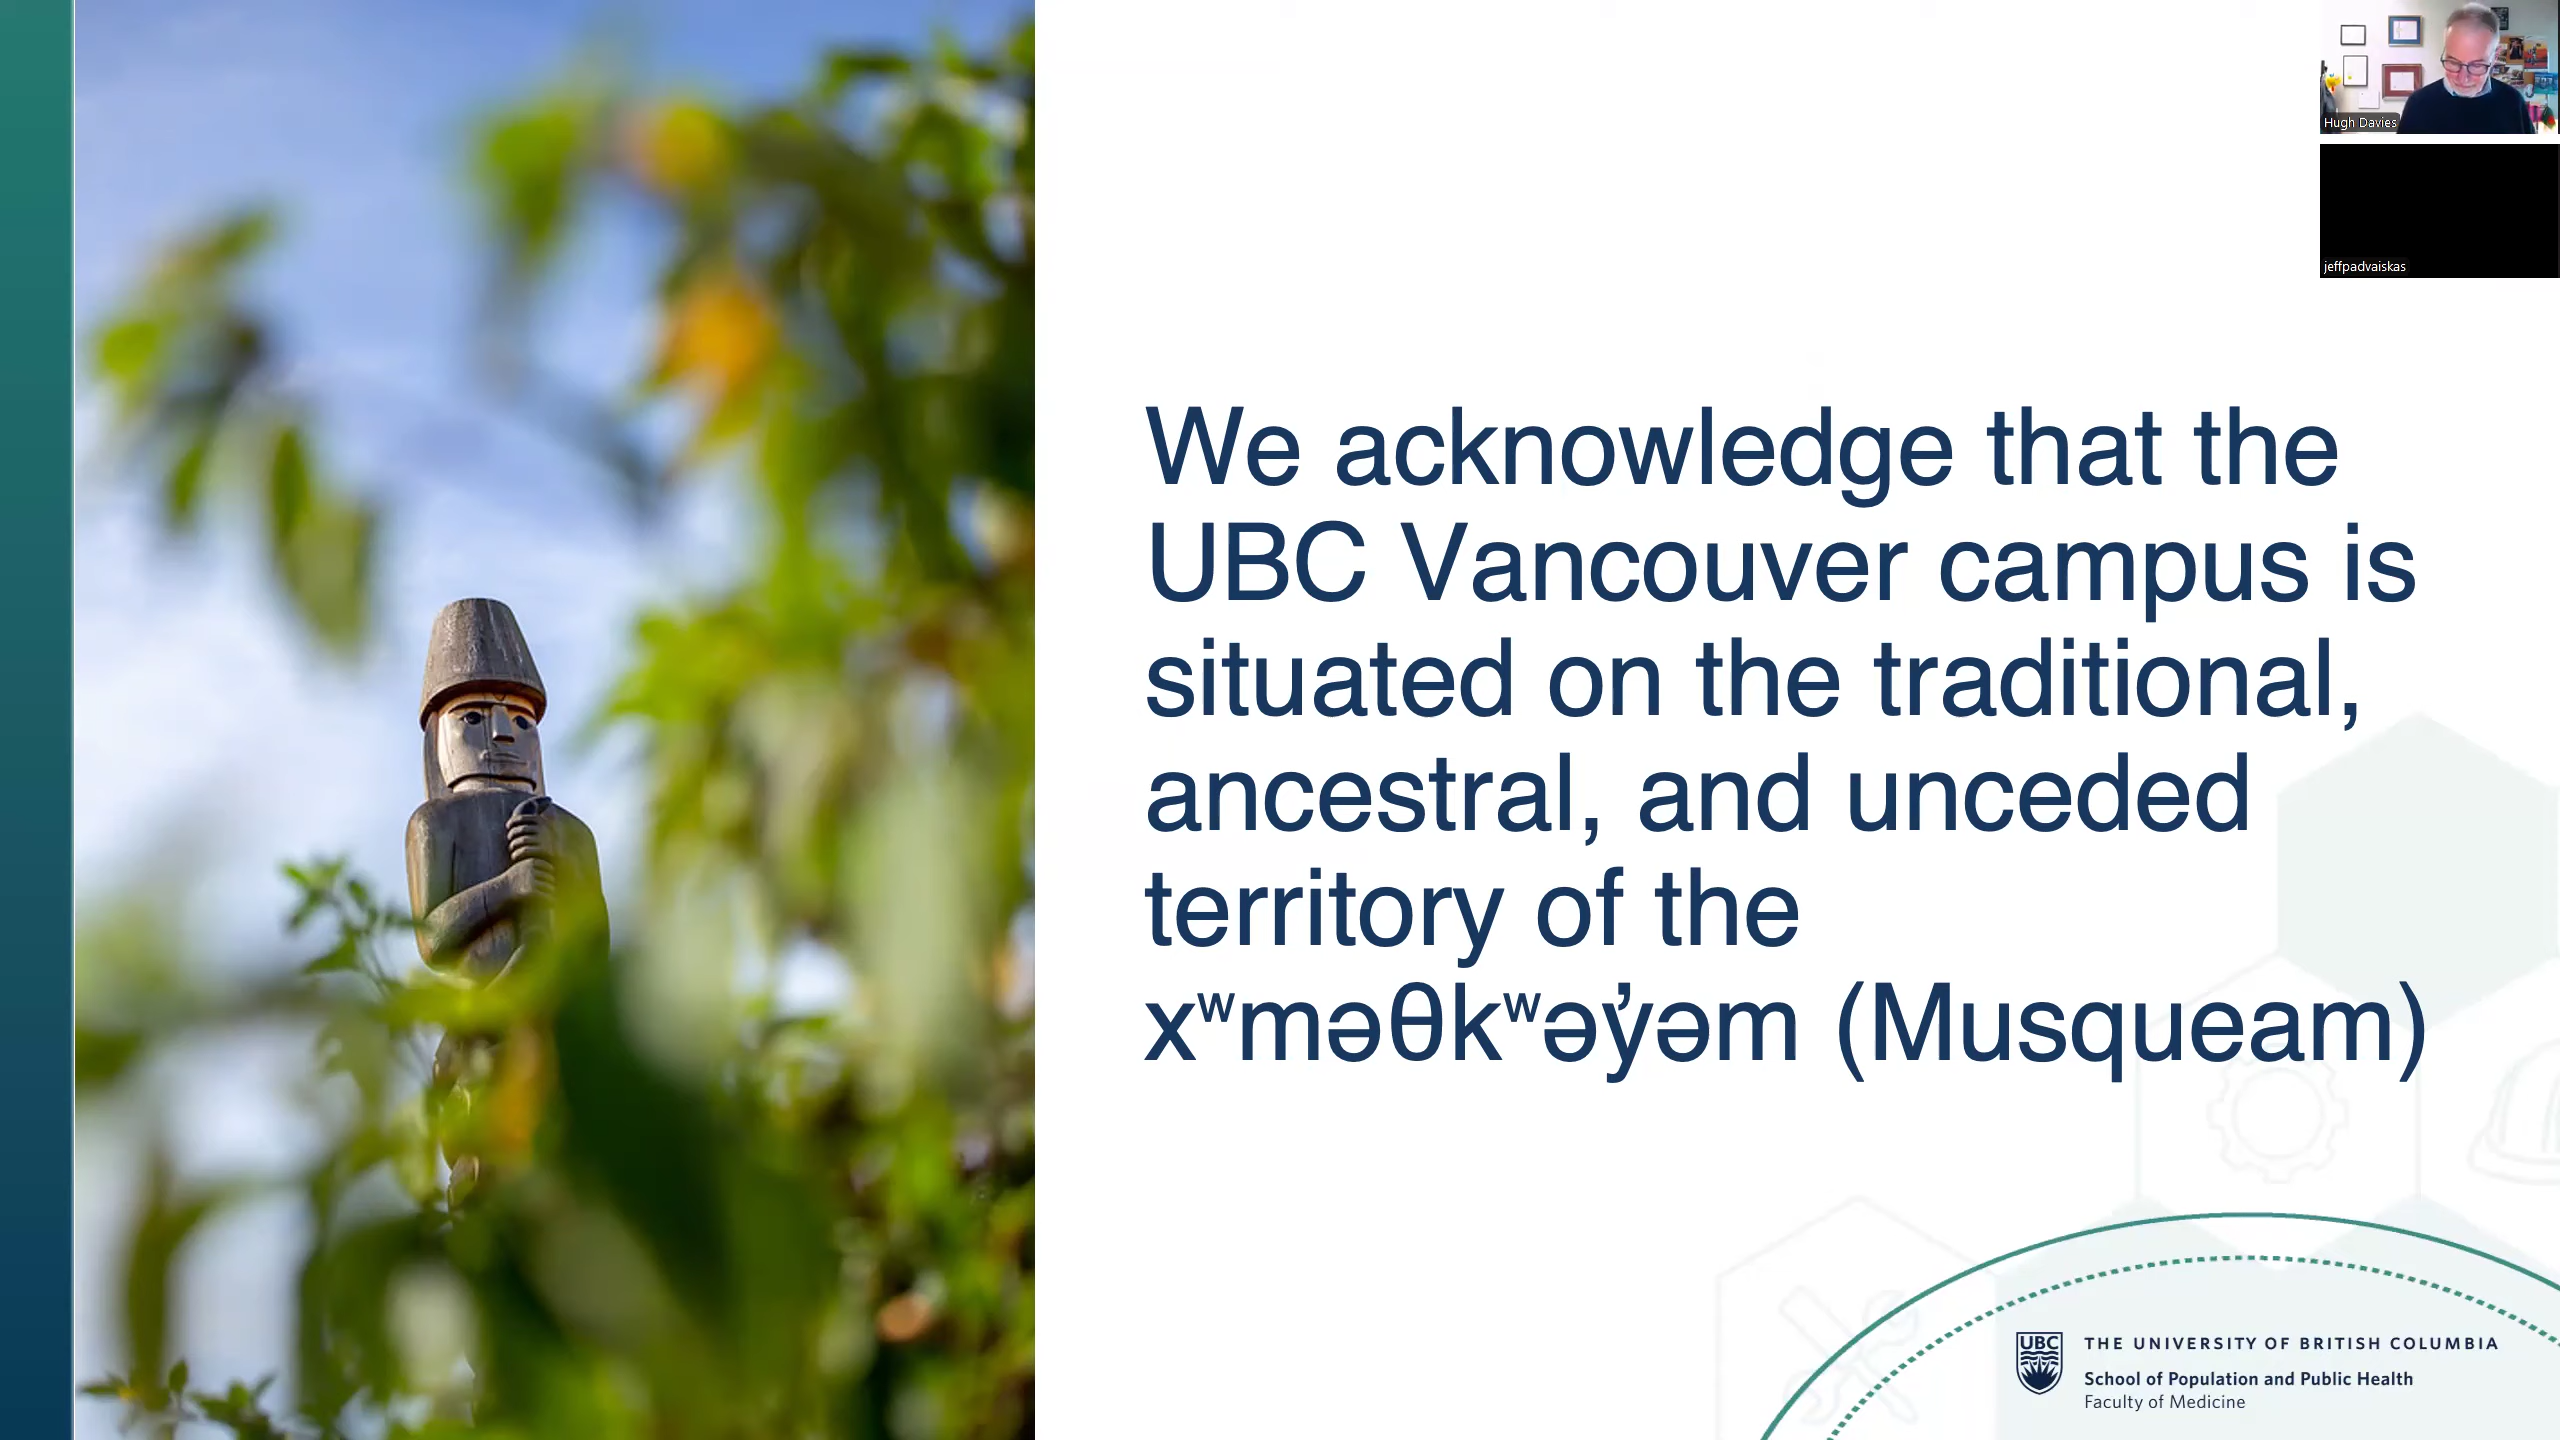 Hugh Davies
jeffpadvaiskas
We acknowledge that the
UBC Vancouver campus is
situated on the traditional,
ancestral, and unceded
territory of the
xʷməθkʷəy̓əm (Musqueam)
UBC
THE UNIVERSITY OF BRITISH COLUMBIA
School of Population and Public Health
Faculty of Medicine